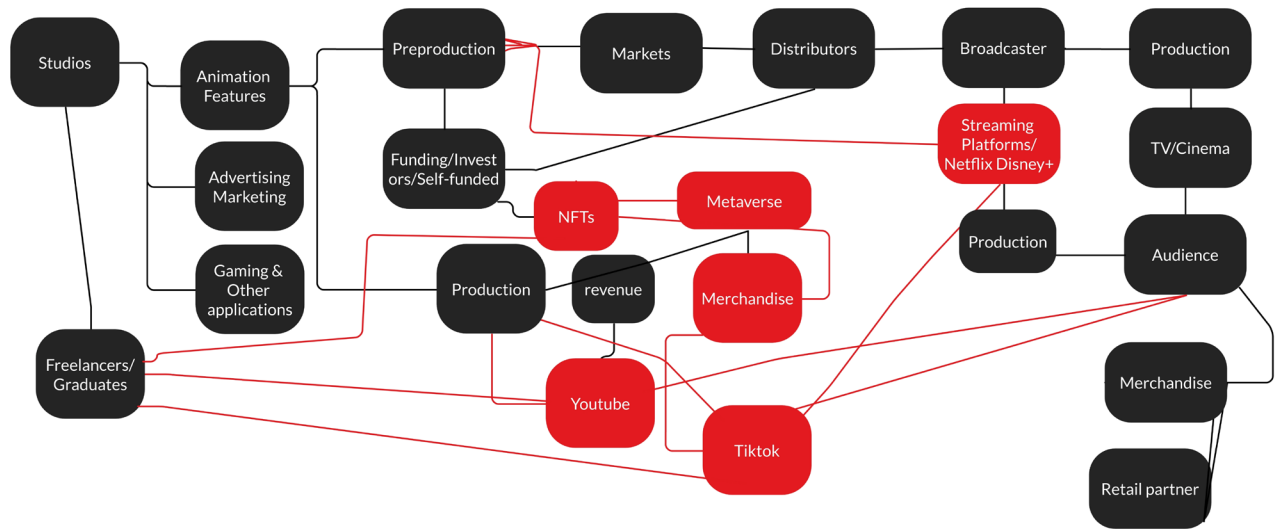 Studios
Animation
Features
Advertising
Marketing
Gaming &
Other
applications
Freelancers/
Graduates
Preproduction
Markets
Distributors
Broadcaster
Production
Funding/Invest
ors/Self-funded
NFTs
Metaverse
Streaming
Platforms/
Netflix Disney+
TV/Cinema
Production
revenue
Merchandise
Production
Audience
Youtube
Tiktok
Merchandise
Retail partner